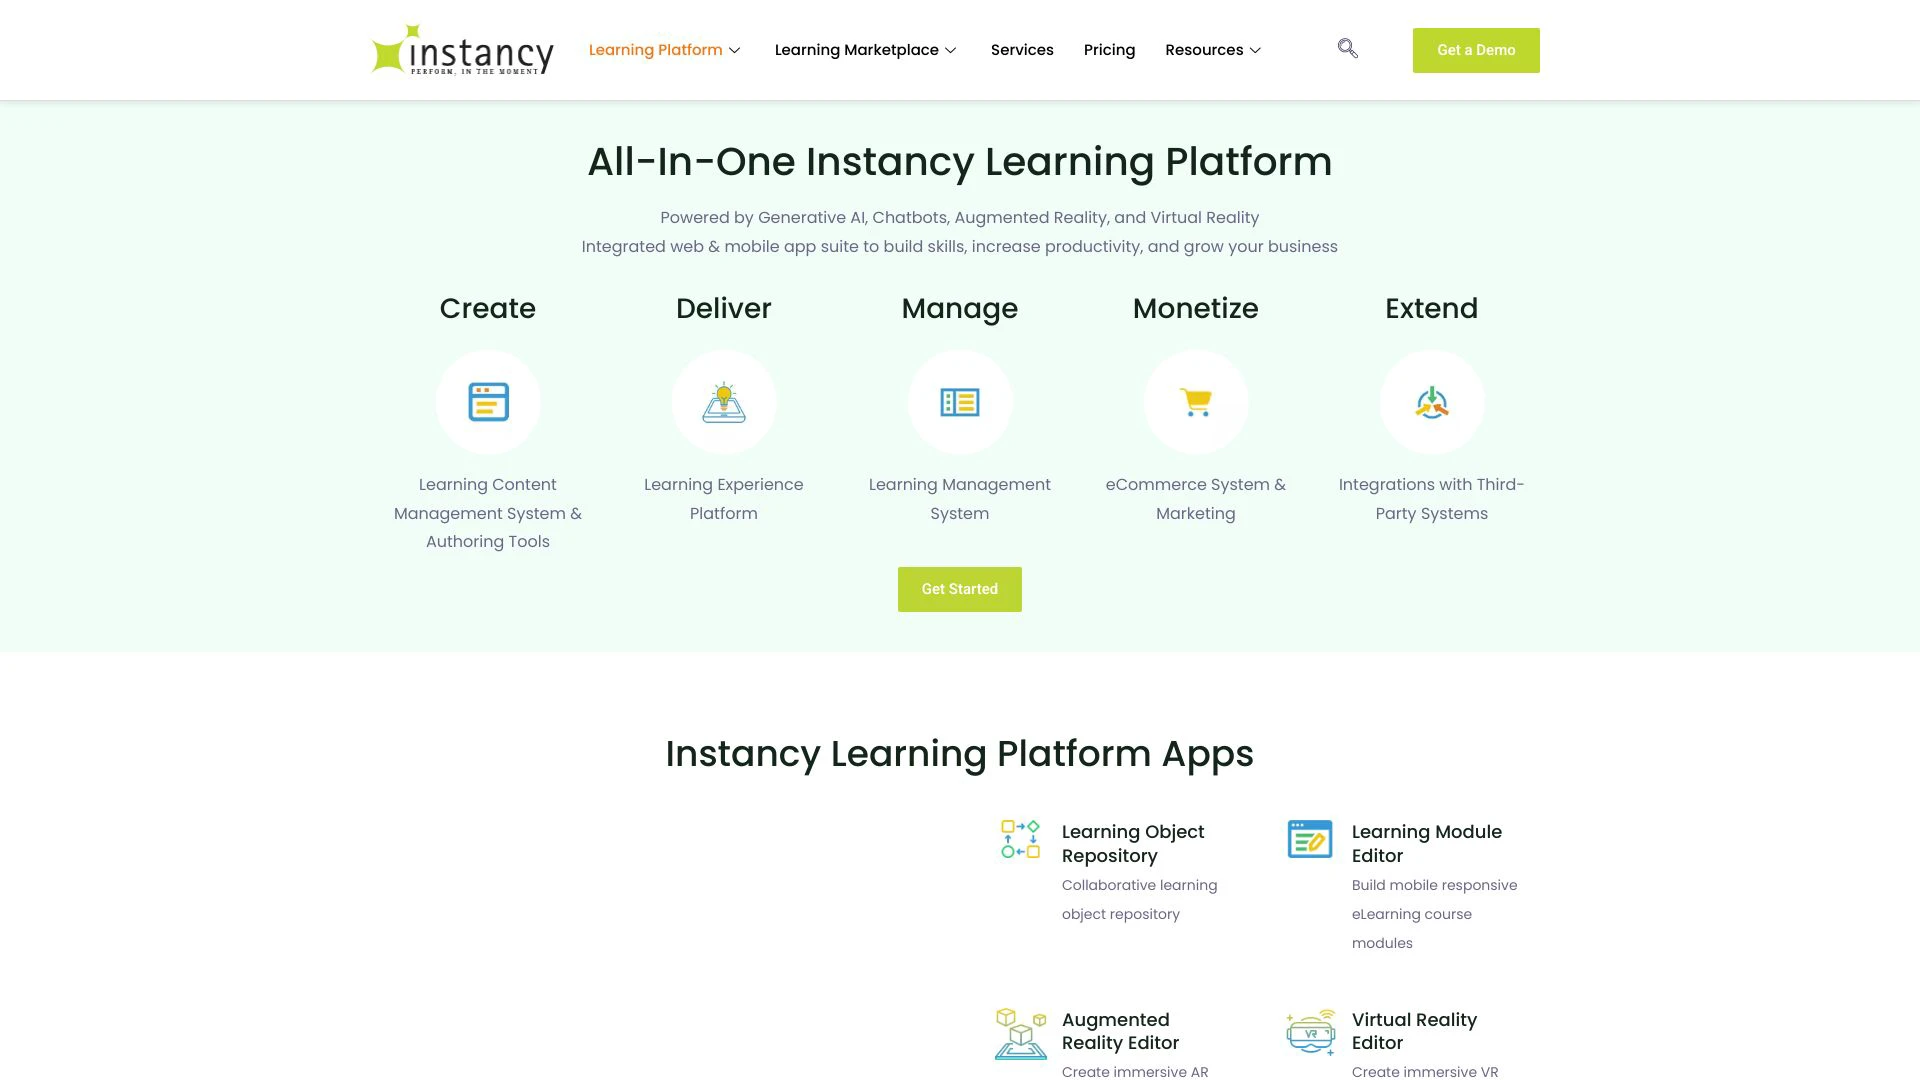 instancy
PERFORM, IN THE MOMENT
Learning Platform
Learning Marketplace
Services
Pricing
Resources
Get a Demo
All-In-One Instancy Learning Platform
Powered by Generative AI, Chatbots, Augmented Reality, and Virtual Reality
Integrated web & mobile app suite to build skills, increase productivity, and grow your business
Create
Learning Content
Management System &
Authoring Tools
Deliver
Learning Experience
Platform
Manage
Learning Management
System
Monetize
eCommerce System &
Marketing
Extend
Integrations with Third-
Party Systems
Get Started
Instancy Learning Platform Apps
Learning Object
Repository
Collaborative learning
object repository
Learning Module
Editor
Build mobile responsive
eLearning course
modules
Augmented
Reality Editor
Create immersive AR
VR
Virtual Reality
Editor
Create immersive VR